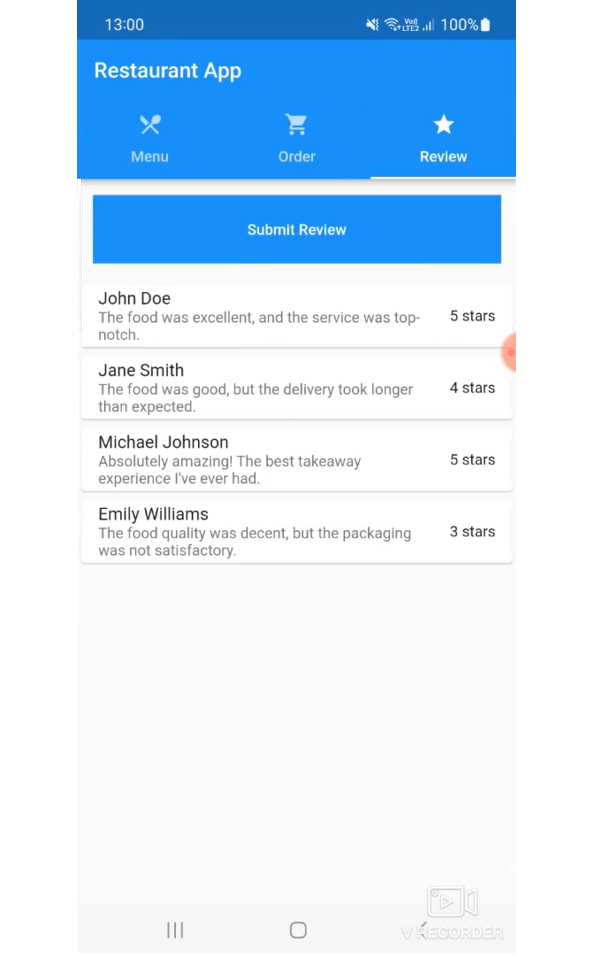 13:00 Vo)) LTE2 100%
Restaurant App
Menu Order Review
Submit Review
John Doe
The food was excellent, and the service was top-
notch.
5 stars
Jane Smith
The food was good, but the delivery took longer
than expected.
4 stars
Michael Johnson
Absolutely amazing! The best takeaway
experience I've ever had.
5 stars
Emily Williams
The food quality was decent, but the packaging
was not satisfactory.
3 stars
V RECORDER